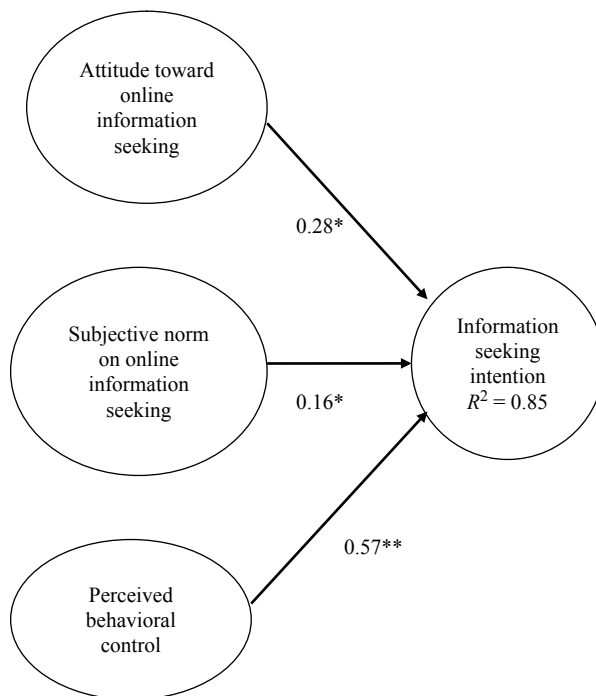 Attitude toward
online
information
seeking
0.28*
Subjective norm
on online
information
seeking
0.16*
Information
seeking
intention
R² = 0.85
0.57**
Perceived
behavioral
control